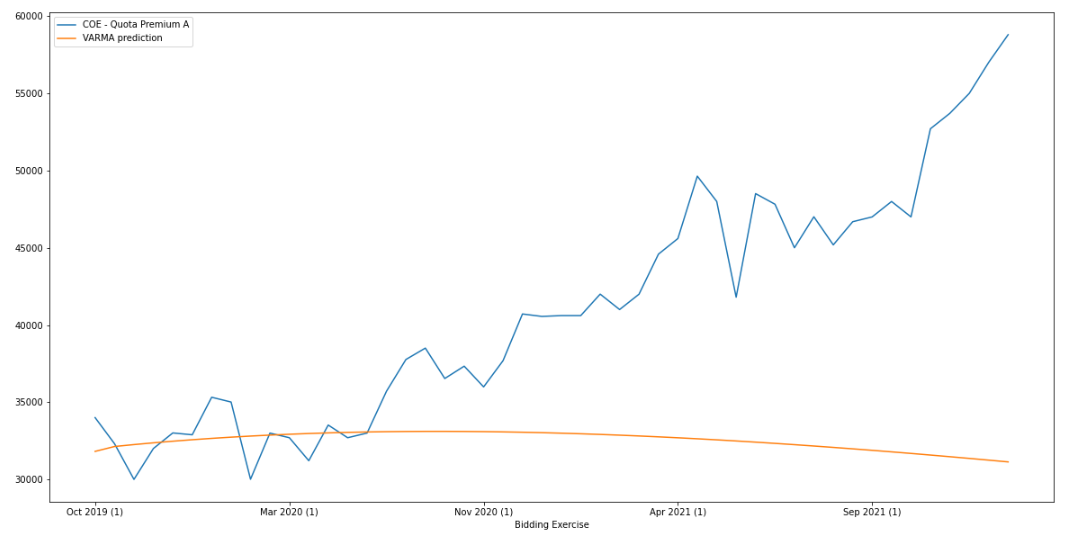 COE - Quota Premium A
VARMA prediction
60000
55000
50000
45000
40000
35000
30000
Oct 2019 (1)
Mar 2020 (1)
Nov 2020 (1)
Apr 2021 (1)
Sep 2021 (1)
Bidding Exercise